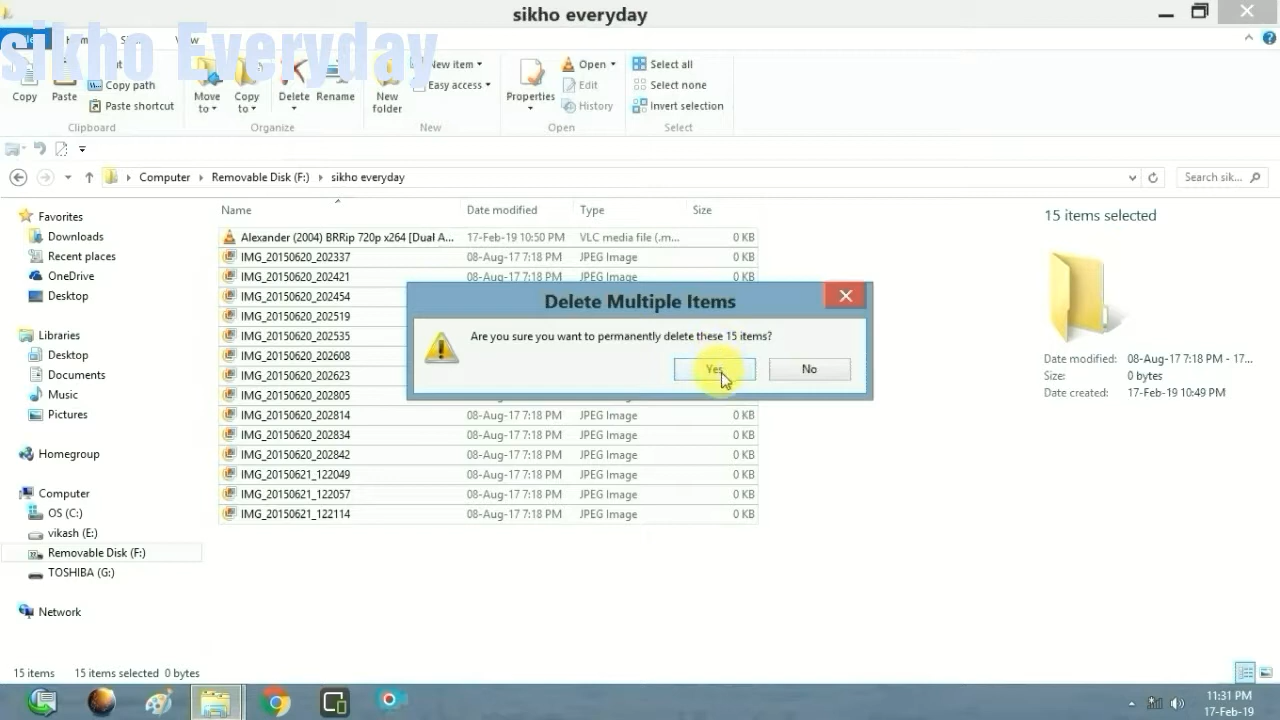 sikho everyday
sikho Everyday
View
Copy
Paste
Copy path
Paste shortcut
Clipboard
Move to
Copy to
Delete
Rename
Organize
New folder
New item
Easy access
New
Properties
Open
Edit
History
Open
Select all
Select none
Invert selection
Select
Computer
Removable Disk (F:)
sikho everyday
Search sik...
Favorites
Downloads
Recent places
OneDrive
Desktop
Libraries
Desktop
Documents
Music
Pictures
Homegroup
Computer
OS (C:)
vikash (E:)
Removable Disk (F:)
TOSHIBA (G:)
Network
Name Date modified Type Size
Alexander (2004) BRRip 720p x264 [Dual A... 17-Feb-19 10:50 PM VLC media file (.m... 0 KB
IMG_20150620_202337 08-Aug-17 7:18 PM JPEG Image 0 KB
IMG_20150620_202421 08-Aug-17 7:18 PM JPEG Image 0 KB
IMG_20150620_202454
IMG_20150620_202519
IMG_20150620_202535
IMG_20150620_202608
IMG_20150620_202623
IMG_20150620_202805
IMG_20150620_202814 08-Aug-17 7:18 PM JPEG Image 0 KB
IMG_20150620_202834 08-Aug-17 7:18 PM JPEG Image 0 KB
IMG_20150620_202842 08-Aug-17 7:18 PM JPEG Image 0 KB
IMG_20150621_122049 08-Aug-17 7:18 PM JPEG Image 0 KB
IMG_20150621_122057 08-Aug-17 7:18 PM JPEG Image 0 KB
IMG_20150621_122114 08-Aug-17 7:18 PM JPEG Image 0 KB
Delete Multiple Items
Are you sure you want to permanently delete these 15 items?
Yes
No
15 items selected
Date modified: 08-Aug-17 7:18 PM - 17...
Size: 0 bytes
Date created: 17-Feb-19 10:49 PM
15 items 15 items selected 0 bytes
11:31 PM
17-Feb-19